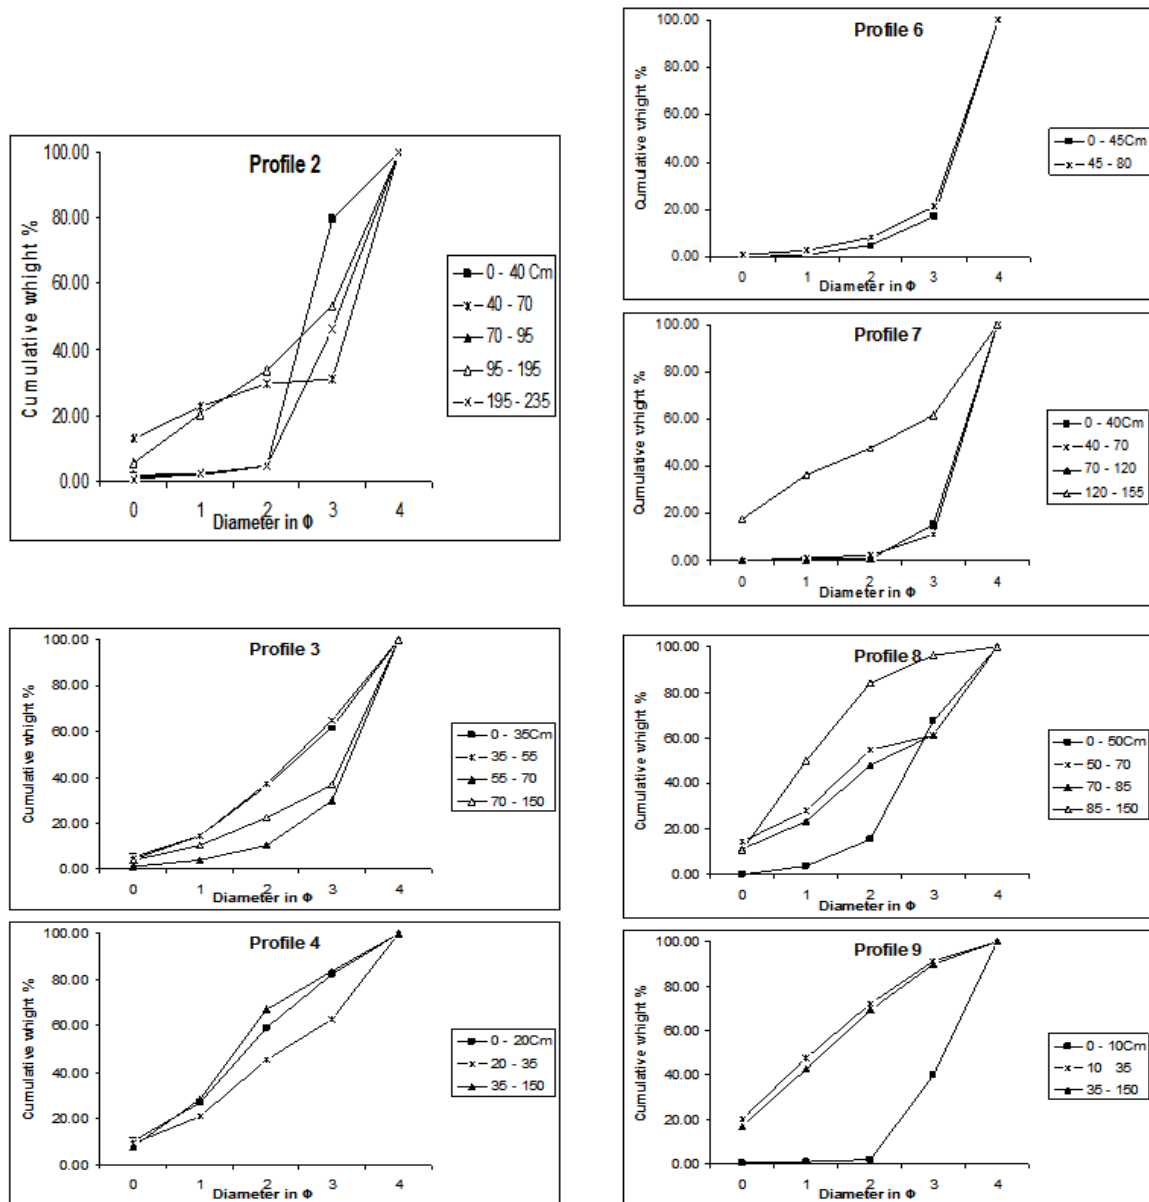 Profile 2
Cumulative whight %
100.00
80.00
60.00
40.00
20.00
0.00
0 1 2 3 4
Diameter in Φ
0 - 40 Cm
40 - 70
70 - 95
95 - 195
195 - 235
Profile 3
Cumulative whight %
100.00
80.00
60.00
40.00
20.00
0.00
0 1 2 3 4
Diameter in Φ
0 - 35Cm
35 - 55
55 - 70
70 - 150
Profile 4
Cumulative whight %
100.00
80.00
60.00
40.00
20.00
0.00
0 1 2 3 4
Diameter in Φ
0 - 20Cm
20 - 35
35 - 150
Profile 6
Cumulative whight %
100.00
80.00
60.00
40.00
20.00
0.00
0 1 2 3 4
Diameter in Φ
0 - 45Cm
45 - 80
Profile 7
Cumulative whight %
100.00
80.00
60.00
40.00
20.00
0.00
0 1 2 3 4
Diameter in Φ
0 - 40Cm
40 - 70
70 - 120
120 - 155
Profile 8
Cumulative whight %
100.00
80.00
60.00
40.00
20.00
0.00
0 1 2 3 4
Diameter in Φ
0 - 50Cm
50 - 70
70 - 85
85 - 150
Profile 9
Cumulative whight %
100.00
80.00
60.00
40.00
20.00
0.00
0 1 2 3 4
Diameter in Φ
0 - 10Cm
10 35
35 - 150